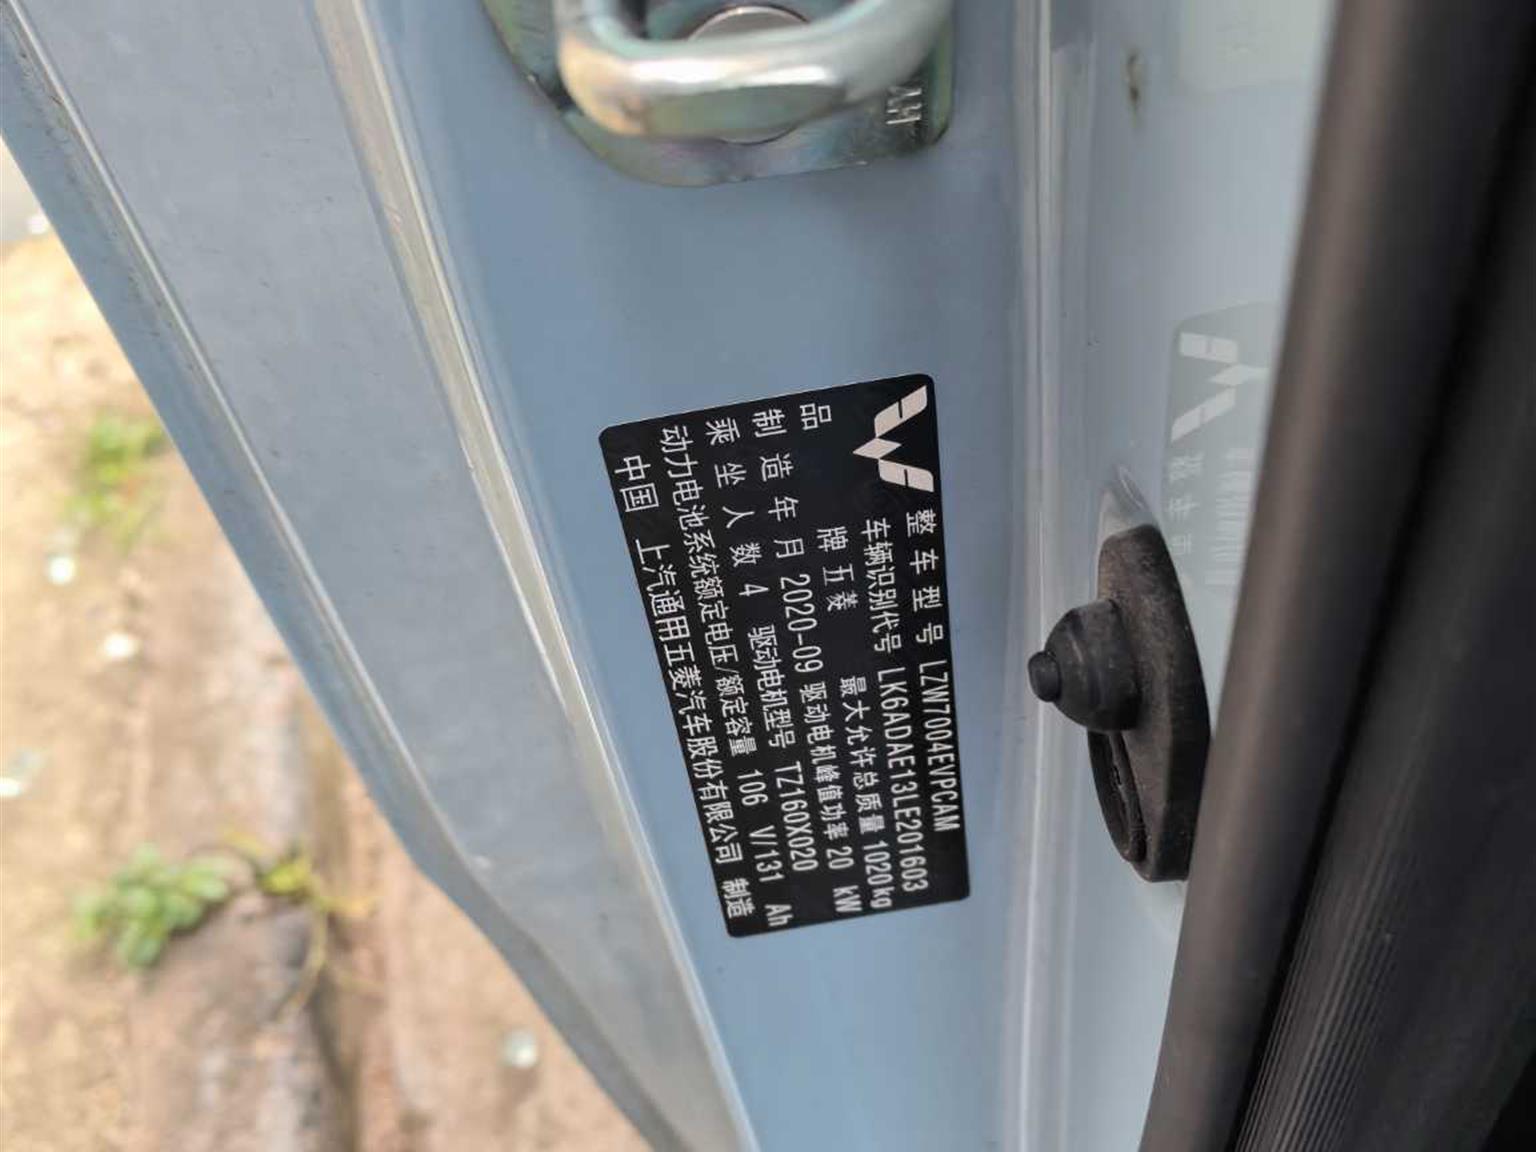 整车型号 LZW7004EVPCAM
车辆识别代号 LK6ADAE13LE201603
品牌 五菱 最大允许总质量 1020kg
制造年月 2020-09 驱动电机峰值功率 20 kW
乘坐人数 4 驱动电机型号 TZ160X020
动力电池系统额定电压/额定容量 106 V/131 Ah
中国 上汽通用五菱汽车股份有限公司 制造